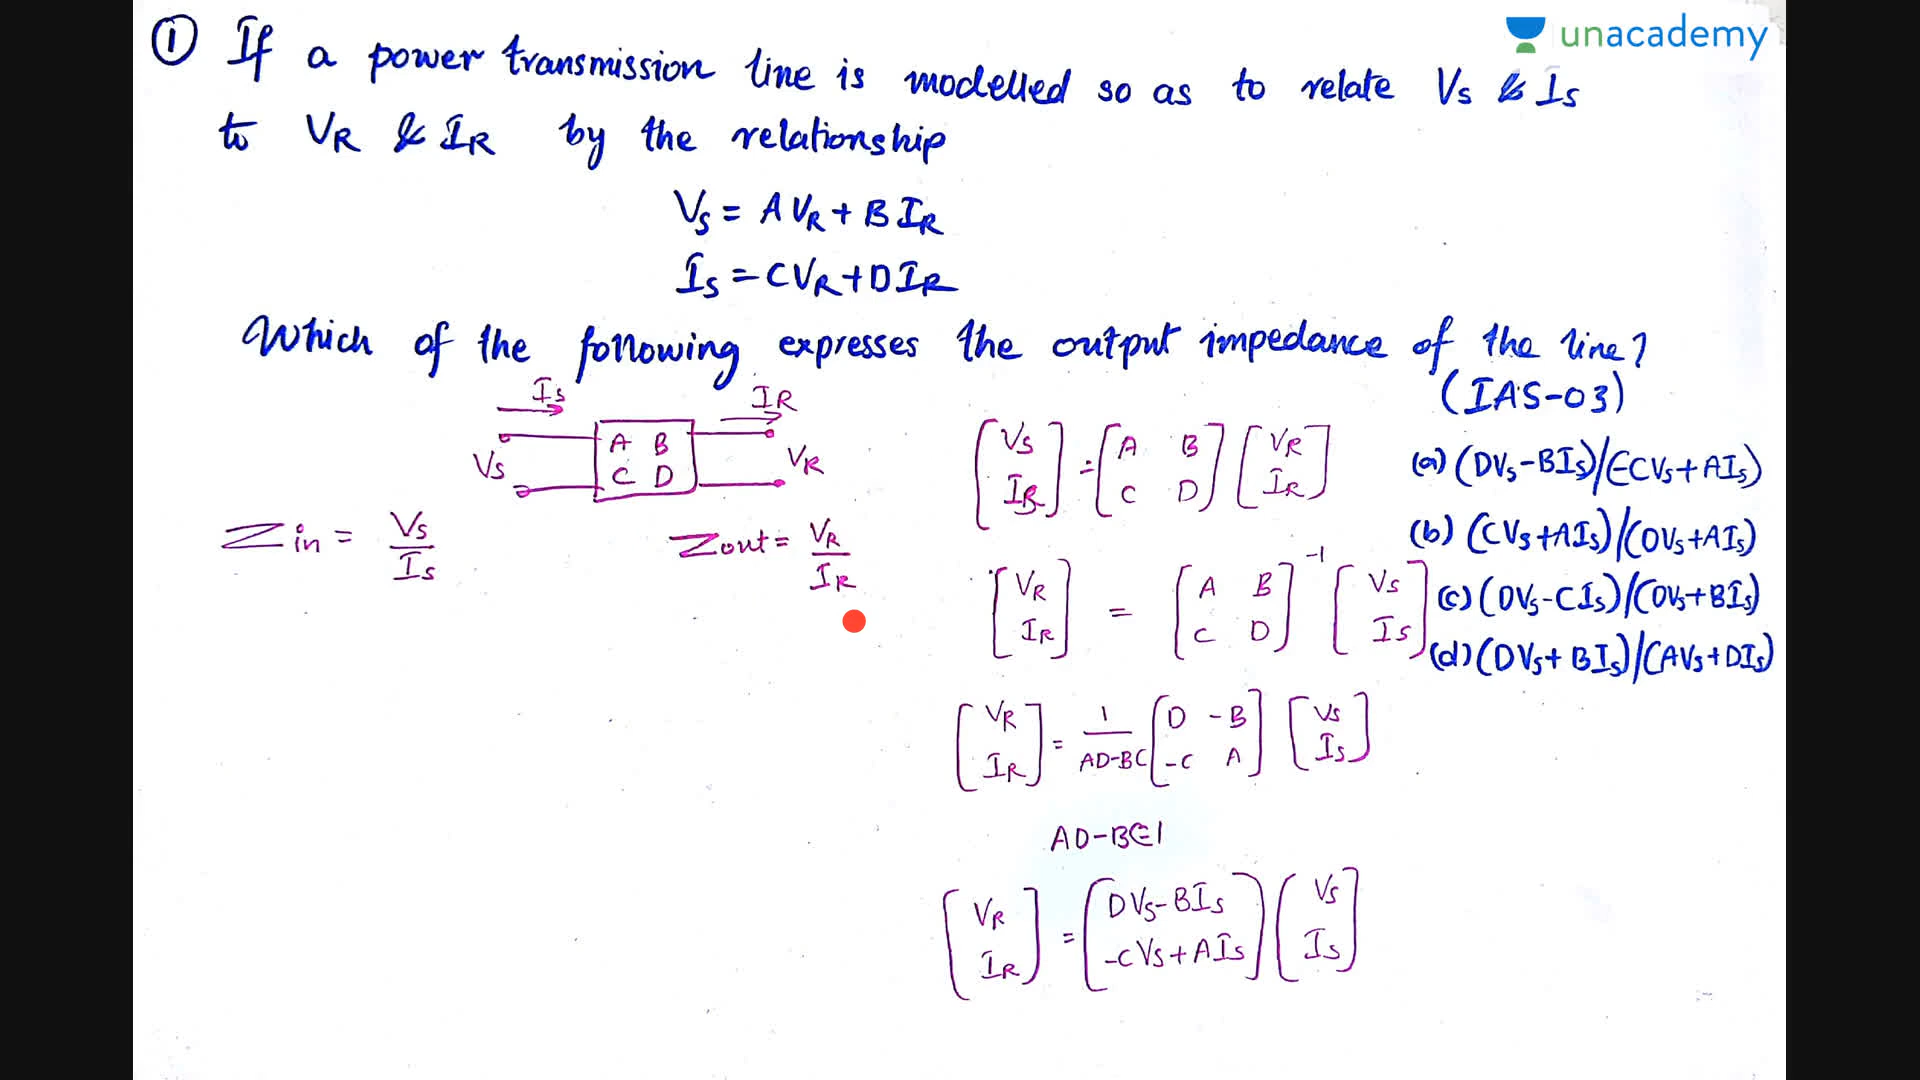 unacademy
① If a power transmission line is modelled so as to relate Vs & Is
to VR & IR by the relationship
Vs = AVR + BIR
Is = CVR + DIR
Which of the following expresses the output impedance of the line?
(IAS-03)
Is IR
Vs A B VR
C D
Zin = Vs/Is Zout = VR/IR
[Vs IR] = [A B C D] [VR IR]
[VR IR] = [A B C D]⁻¹ [Vs Is]
[VR IR] = 1/AD-BC [D -B -C A] [Vs Is]
AD-BC=1
[VR IR] = [DVs-BIs -CVs+AIs] [Vs Is]
(a) (DVs-BIs)/(-CVs+AIs)
(b) (CVs+AIs)/(DVs+AIs)
(c) (DVs-CIs)/(DVs+BIs)
(d) (DVs+BIs)/(AVs+DIs)